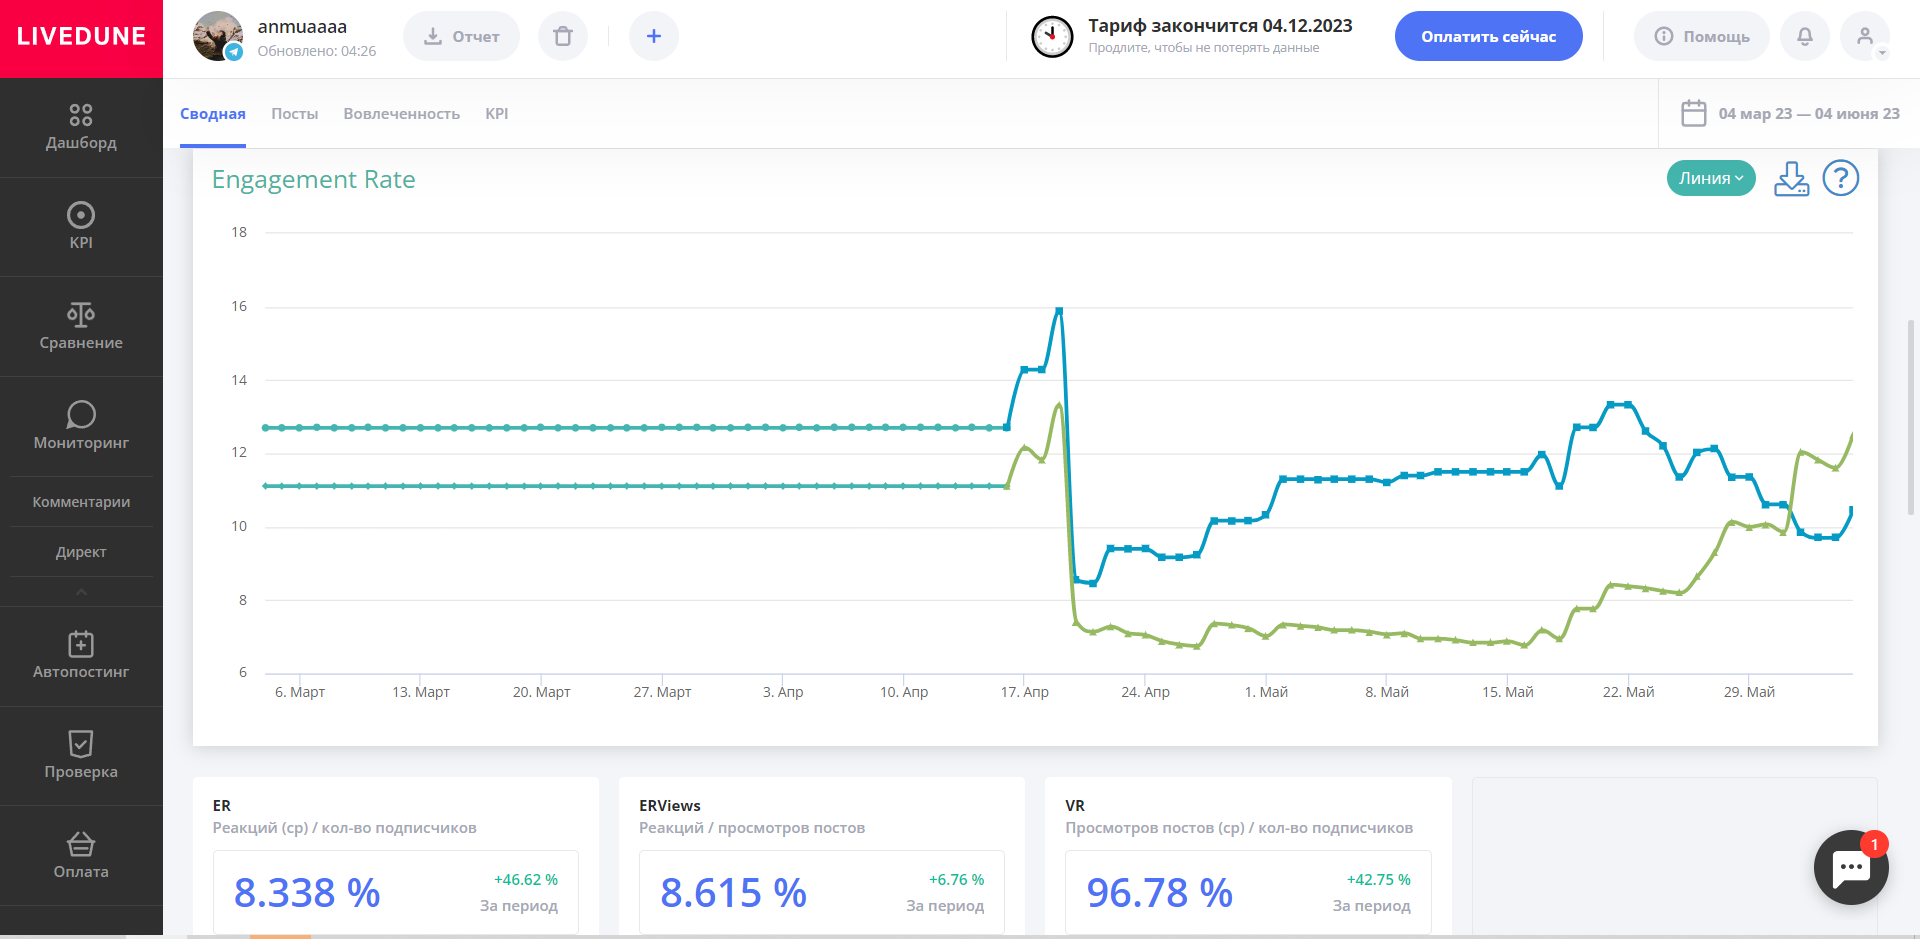 LIVEDUNE
anmuaaaa
Обновлено: 04:26
Отчет
Тариф закончится 04.12.2023
Продлите, чтобы не потерять данные
Оплатить сейчас
Помощь
Дашборд
KPI
Сравнение
Мониторинг
Комментарии
Директ
Автопостинг
Проверка
Оплата
Сводная Посты Вовлеченность KPI
04 мар 23 — 04 июня 23
Engagement Rate
Линия
?
18
16
14
12
10
8
6
6. Март 13. Март 20. Март 27. Март 3. Апр 10. Апр 17. Апр 24. Апр 1. Май 8. Май 15. Май 22. Май 29. Май
ER
Реакций (ср) / кол-во подписчиков
8.338 %
+46.62 %
За период
ERViews
Реакций / просмотров постов
8.615 %
+6.76 %
За период
VR
Просмотров постов (ср) / кол-во подписчиков
96.78 %
+42.75 %
За период
1